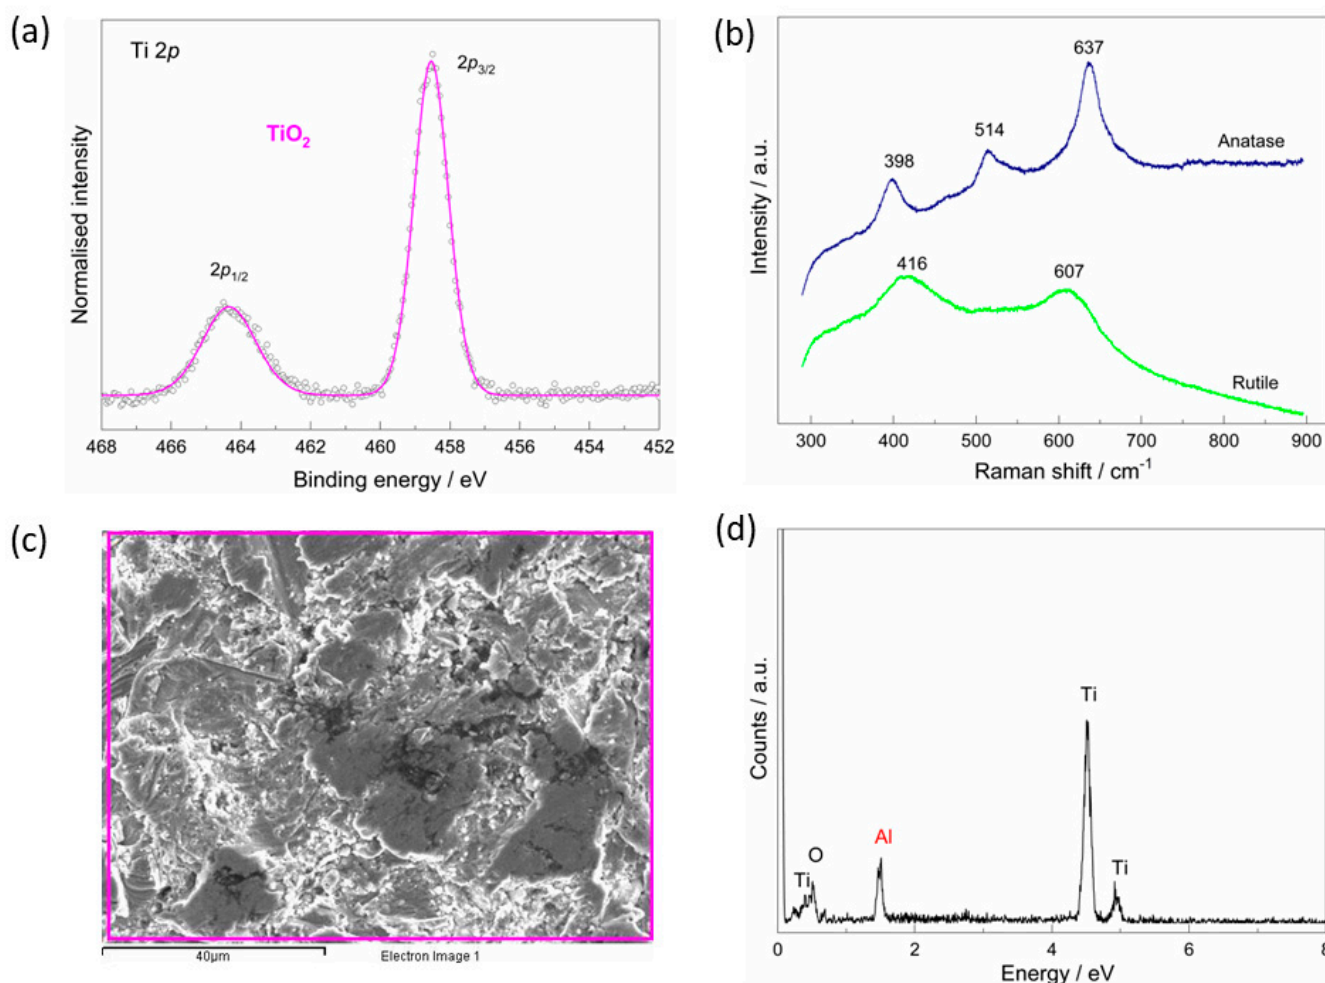 (a)
Ti 2p
2p3/2
TiO2
2p1/2
Normalised intensity
468 466 464 462 460 458 456 454 452
Binding energy / eV
(b)
637
514
398
Anatase
416
607
Rutile
Intensity / a.u.
300 400 500 600 700 800 900
Raman shift / cm-1
(c)
40μm
Electron Image 1
(d)
Ti
Al
O
Ti
Ti
Counts / a.u.
0 2 4 6 8
Energy / eV